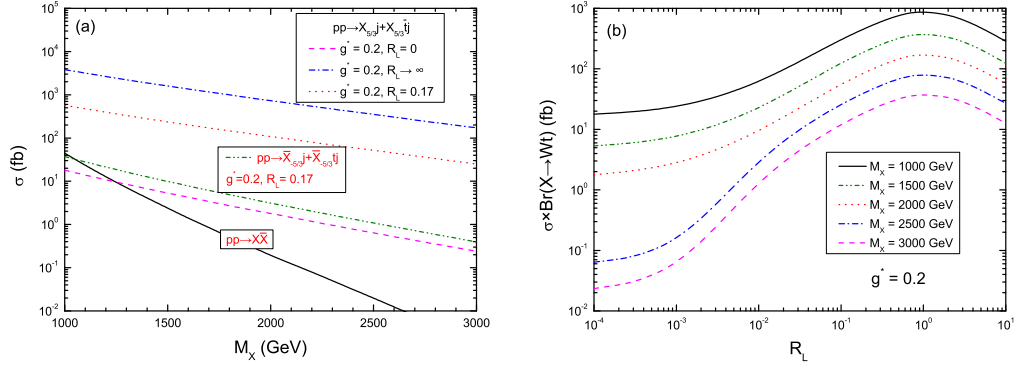 (a)
pp→X5/3j+X5/3t̄j
g* = 0.2, RL = 0
g* = 0.2, RL→ ∞
g* = 0.2, RL = 0.17
pp→X̄-5/3j+X̄-5/3tj
g*=0.2, RL= 0.17
pp→XX̄
σ (fb)
10^6
10^5
10^4
10^3
10^2
10^1
10^0
10^-1
10^-2
1000
1500
2000
2500
3000
MX (GeV)
(b)
σ×Br(X→Wt) (fb)
10^3
10^2
10^1
10^0
10^-1
10^-2
MX = 1000 GeV
MX = 1500 GeV
MX = 2000 GeV
MX = 2500 GeV
MX = 3000 GeV
g* = 0.2
10^-4
10^-3
10^-2
10^-1
10^0
10^1
RL